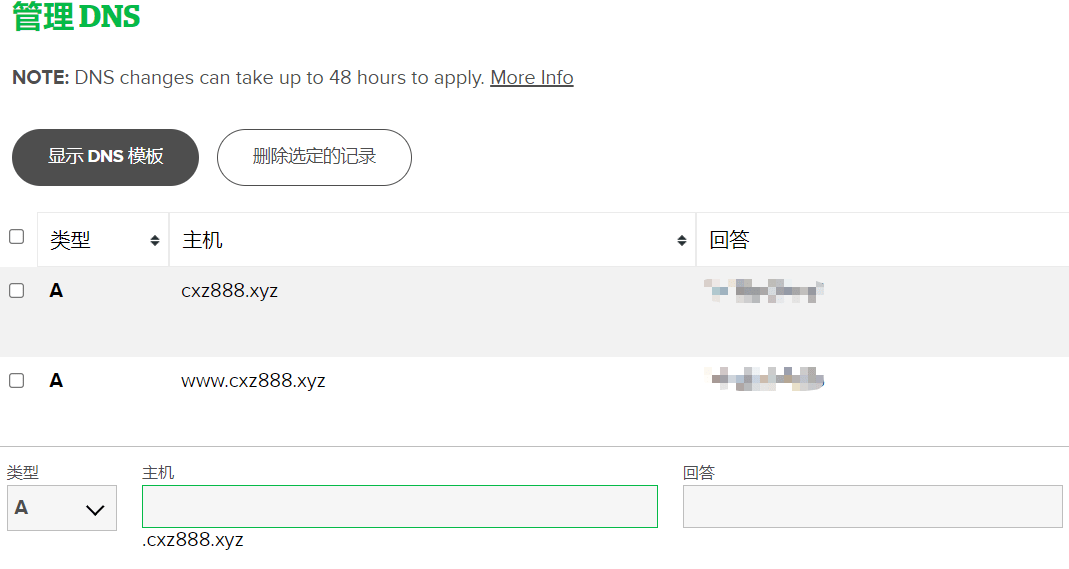 管理 DNS
NOTE: DNS changes can take up to 48 hours to apply. More Info
显示 DNS 模板 删除选定的记录
类型 主机 回答
A cxz888.xyz
A www.cxz888.xyz
类型 主机 回答
A
.cxz888.xyz